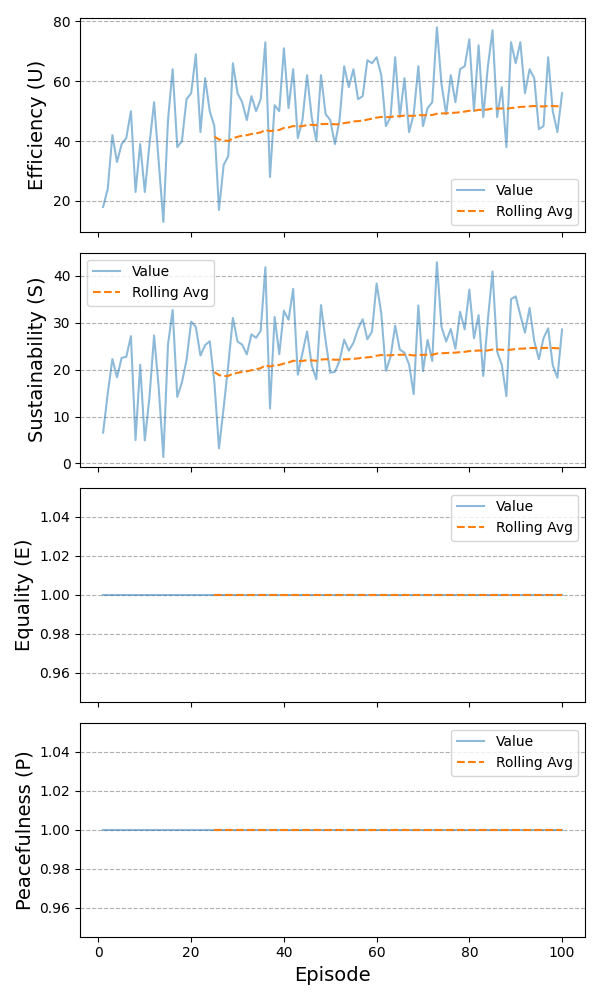 80
60
40
20
Efficiency (U)
Value
Rolling Avg
40
30
20
10
0
Sustainability (S)
Value
Rolling Avg
1.04
1.02
1.00
0.98
0.96
Equality (E)
Value
Rolling Avg
1.04
1.02
1.00
0.98
0.96
Peacefulness (P)
Value
Rolling Avg
0 20 40 60 80 100
Episode